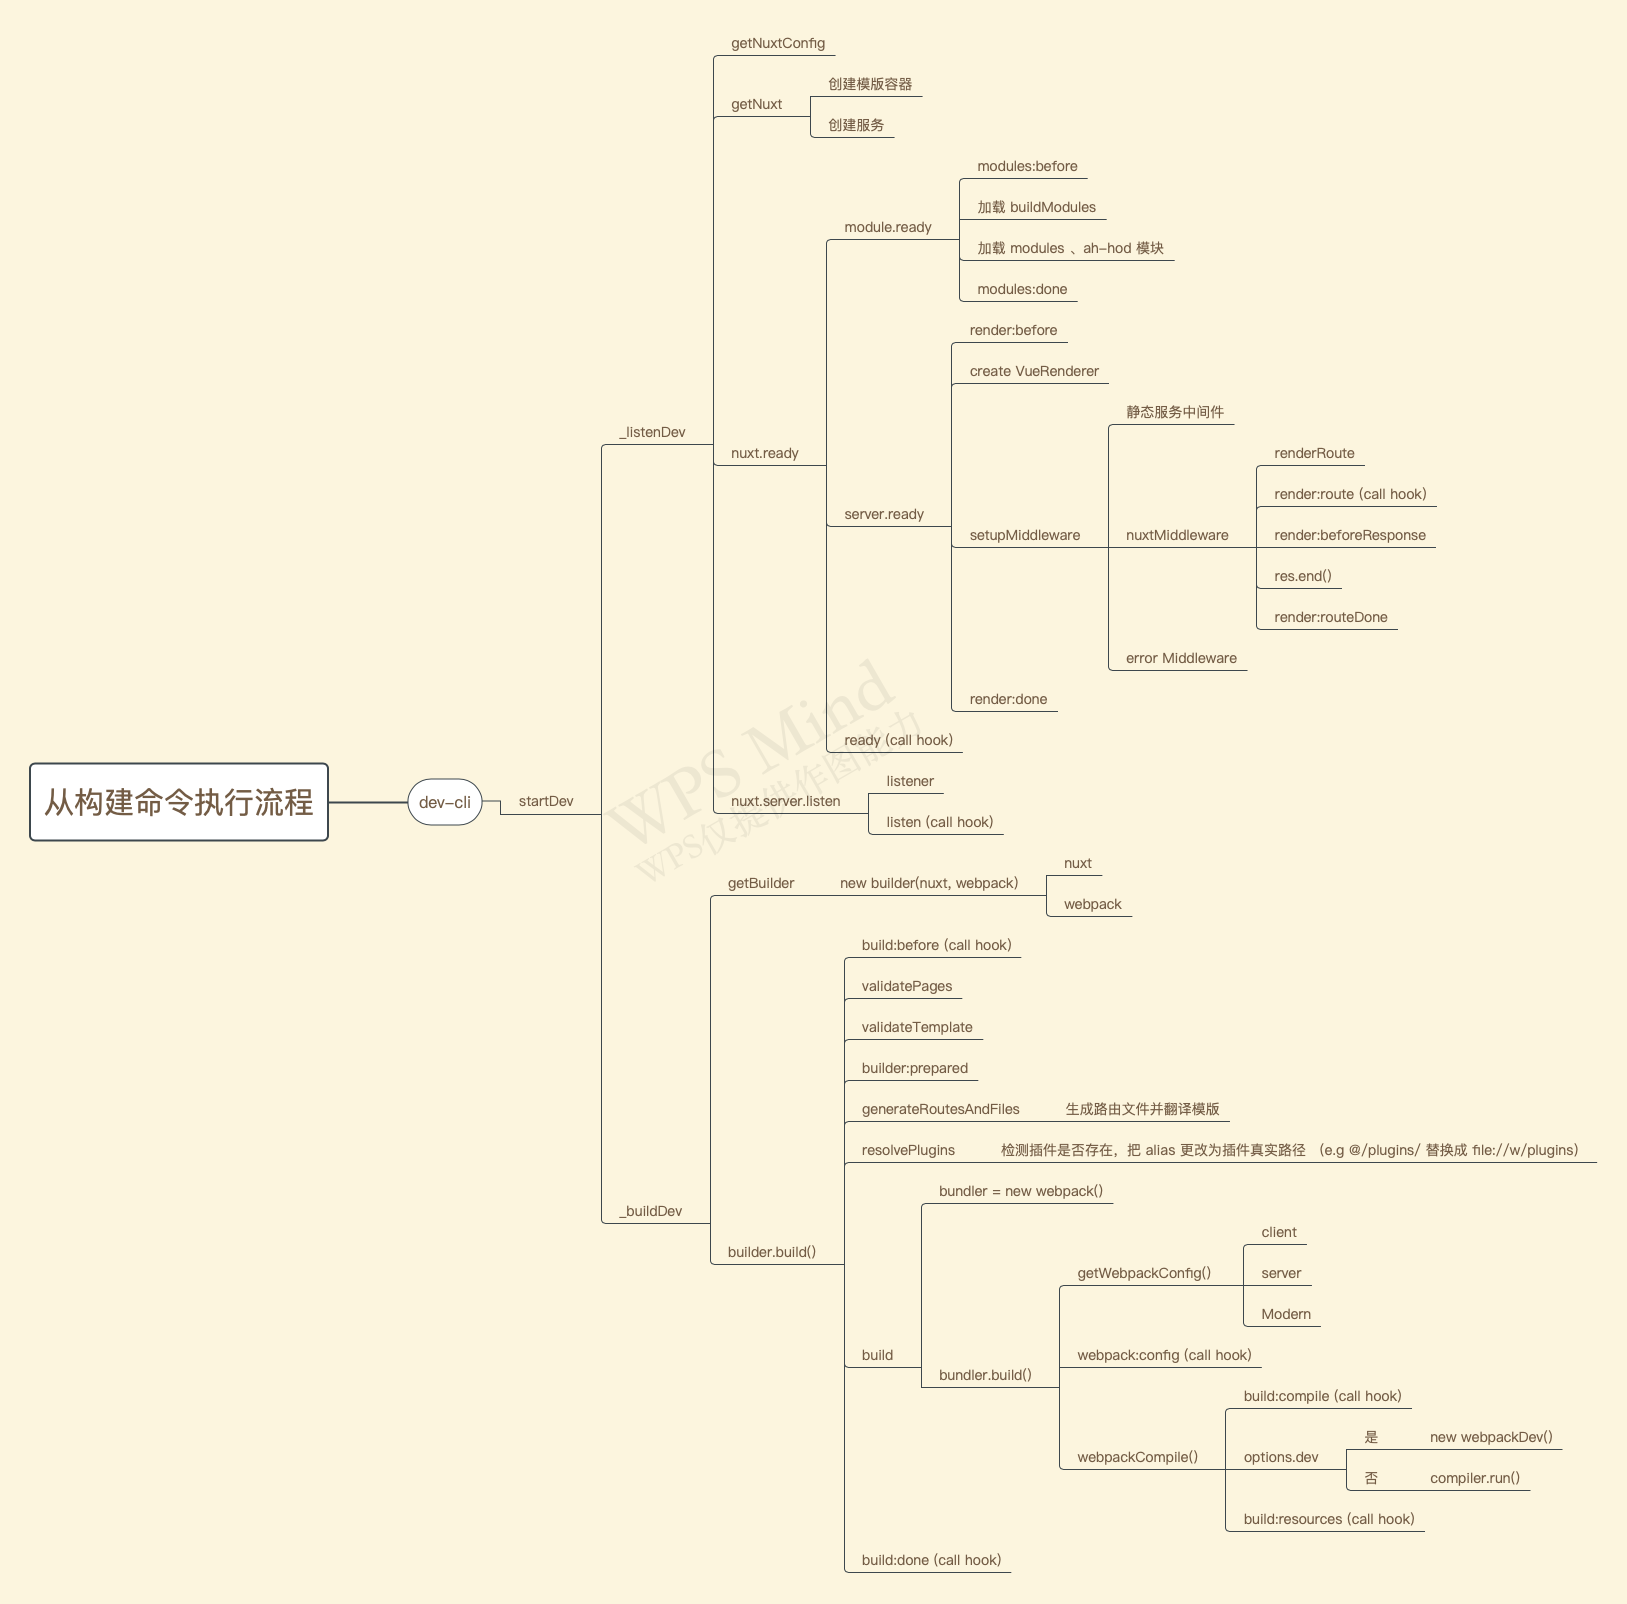 getNuxtConfig
创建模版容器
getNuxt
创建服务
modules:before
加载 buildModules
module.ready
加载 modules 、ah-hod 模块
modules:done
render:before
create VueRenderer
静态服务中间件
_listenDev
nuxt.ready
renderRoute
render:route (call hook)
server.ready
setupMiddleware
nuxtMiddleware
render:beforeResponse
res.end()
render:routeDone
error Middleware
render:done
ready (call hook)
WPS Mind
WPS仅提供作图能力
listener
从构建命令执行流程
dev-cli
startDev
nuxt.server.listen
listen (call hook)
nuxt
getBuilder
new builder(nuxt, webpack)
webpack
build:before (call hook)
validatePages
validateTemplate
builder:prepared
generateRoutesAndFiles
生成路由文件并翻译模版
resolvePlugins
检测插件是否存在，把 alias 更改为插件真实路径 （e.g @/plugins/ 替换成 file://w/plugins）
bundler = new webpack()
_buildDev
client
builder.build()
getWebpackConfig()
server
Modern
build
webpack:config (call hook)
bundler.build()
build:compile (call hook)
是
new webpackDev()
webpackCompile()
options.dev
否
compiler.run()
build:resources (call hook)
build:done (call hook)